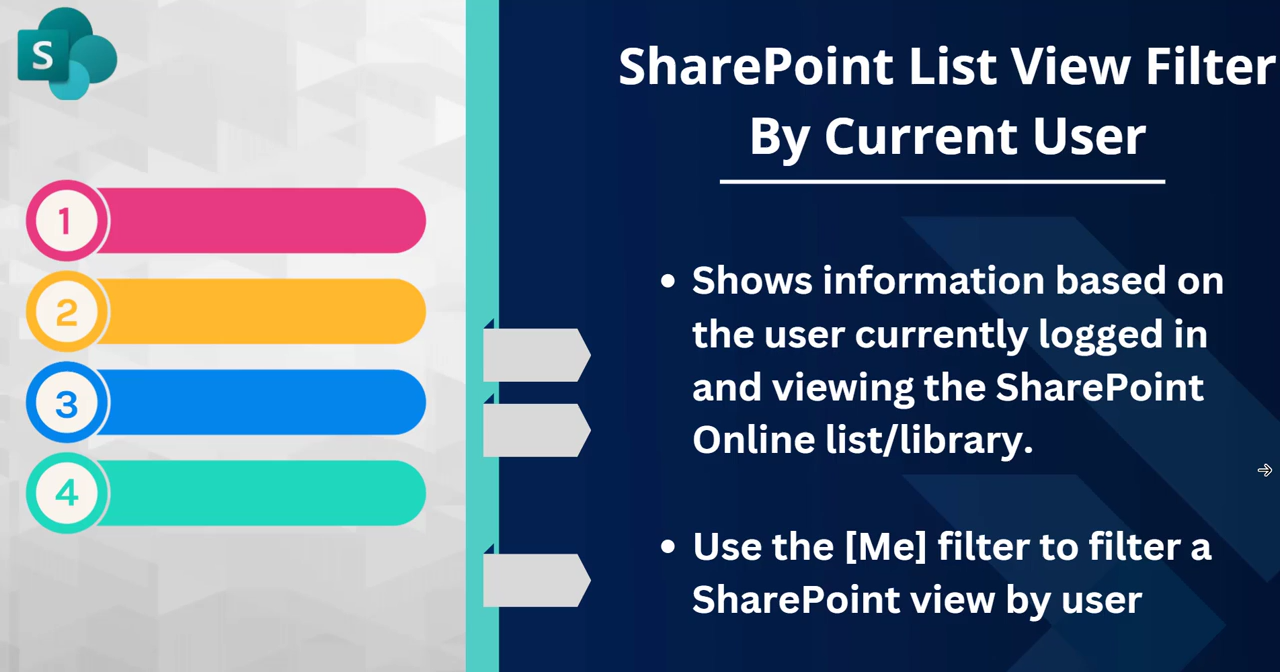 S
SharePoint List View Filter
By Current User
1
2
3
4
• Shows information based on
the user currently logged in
and viewing the SharePoint
Online list/library.
• Use the [Me] filter to filter a
SharePoint view by user